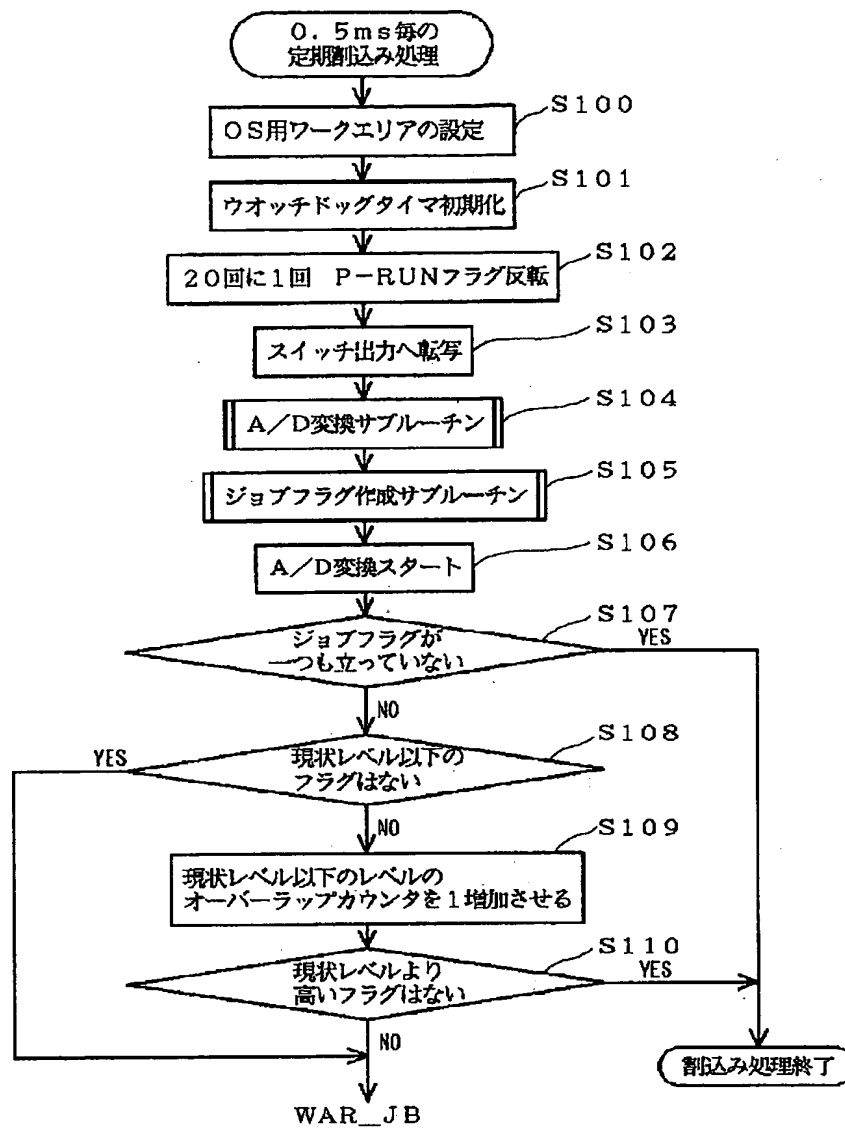 0.5ms毎の
定期割込み処理
S100
OS用ワークエリアの設定
S101
ウオッチドッグタイマ初期化
S102
20回に1回 P-RUNフラグ反転
S103
スイッチ出力へ転写
S104
A/D変換サブルーチン
S105
ジョブフラグ作成サブルーチン
S106
A/D変換スタート
S107
ジョブフラグが
一つも立っていない
YES
NO
S108
YES
現状レベル以下の
フラグはない
NO
S109
現状レベル以下のレベルの
オーバーラップカウンタを1増加させる
S110
現状レベルより
高いフラグはない
YES
NO
割込み処理終了
WAR_JB